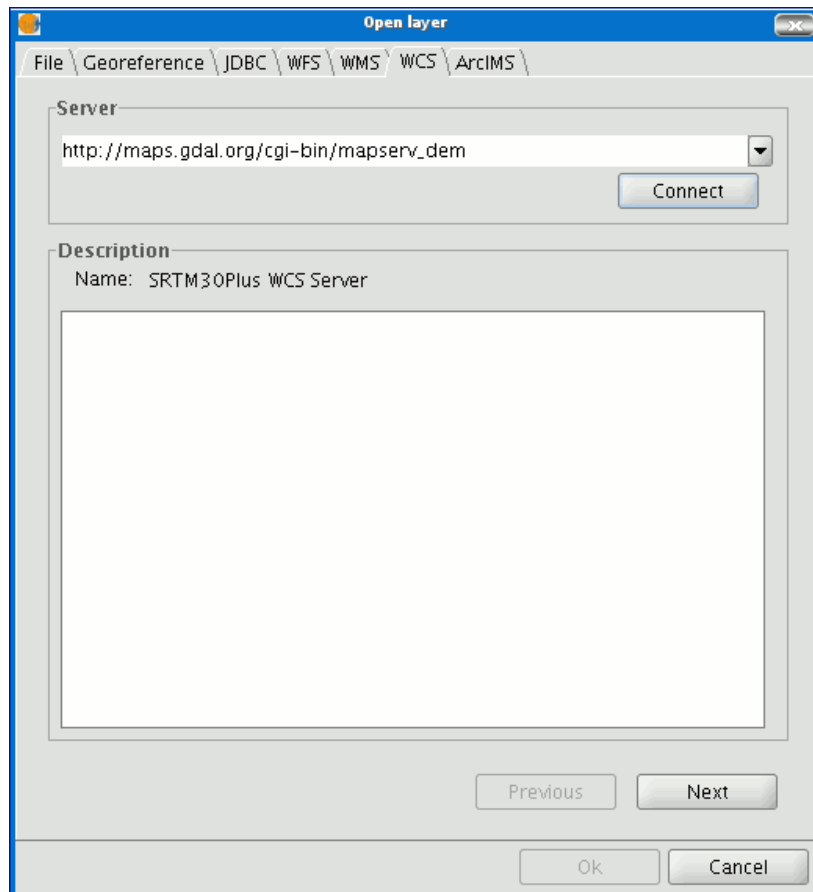 Open layer
File Georeference JDBC WFS WMS WCS ArcIMS
Server
http://maps.gdal.org/cgi-bin/mapserv_dem
Connect
Description
Name: SRTM30Plus WCS Server
Previous Next
Ok Cancel